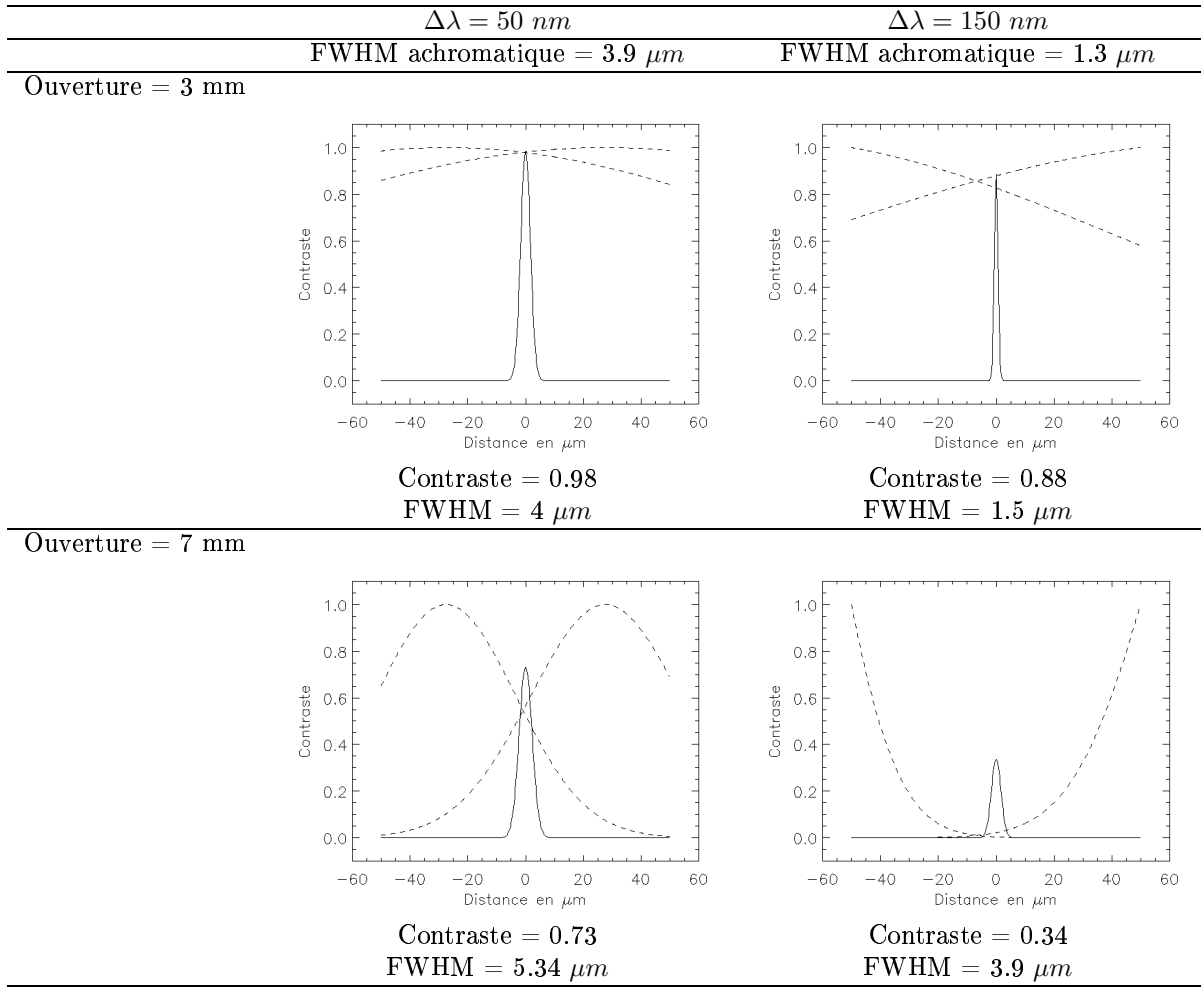 Δλ = 50 nm Δλ = 150 nm
FWHM achromatique = 3.9 μm FWHM achromatique = 1.3 μm
Ouverture = 3 mm
Contraste
1.0
0.8
0.6
0.4
0.2
0.0
−60 −40 −20 0 20 40 60
Distance en μm
Contraste = 0.98
FWHM = 4 μm
Contraste
1.0
0.8
0.6
0.4
0.2
0.0
−60 −40 −20 0 20 40 60
Distance en μm
Contraste = 0.88
FWHM = 1.5 μm
Ouverture = 7 mm
Contraste
1.0
0.8
0.6
0.4
0.2
0.0
−60 −40 −20 0 20 40 60
Distance en μm
Contraste = 0.73
FWHM = 5.34 μm
Contraste
1.0
0.8
0.6
0.4
0.2
0.0
−60 −40 −20 0 20 40 60
Distance en μm
Contraste = 0.34
FWHM = 3.9 μm